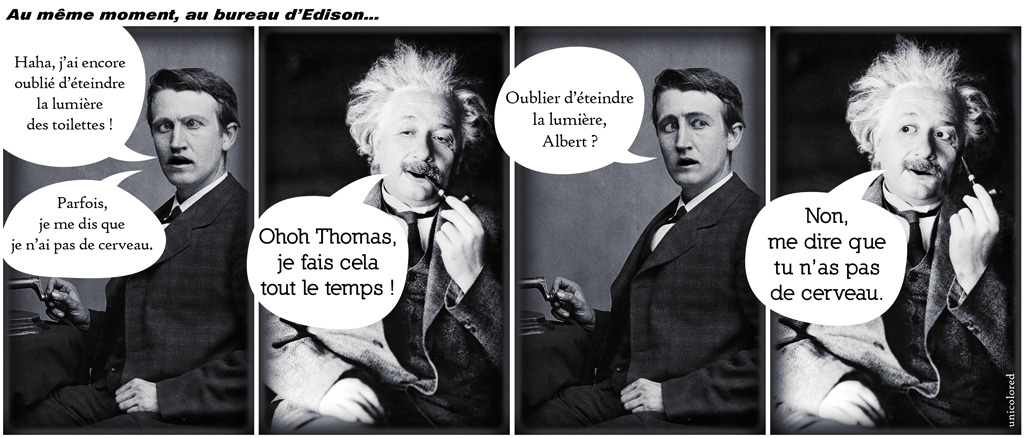 Au même moment, au bureau d'Edison...
Haha, j'ai encore
oublié d'éteindre
la lumière
des toilettes !
Parfois,
je me dis que
je n'ai pas de cerveau.
Ohoh Thomas,
je fais cela
tout le temps !
Oublier d'éteindre
la lumière,
Albert ?
Non,
me dire que
tu n'as pas
de cerveau.
unicolored